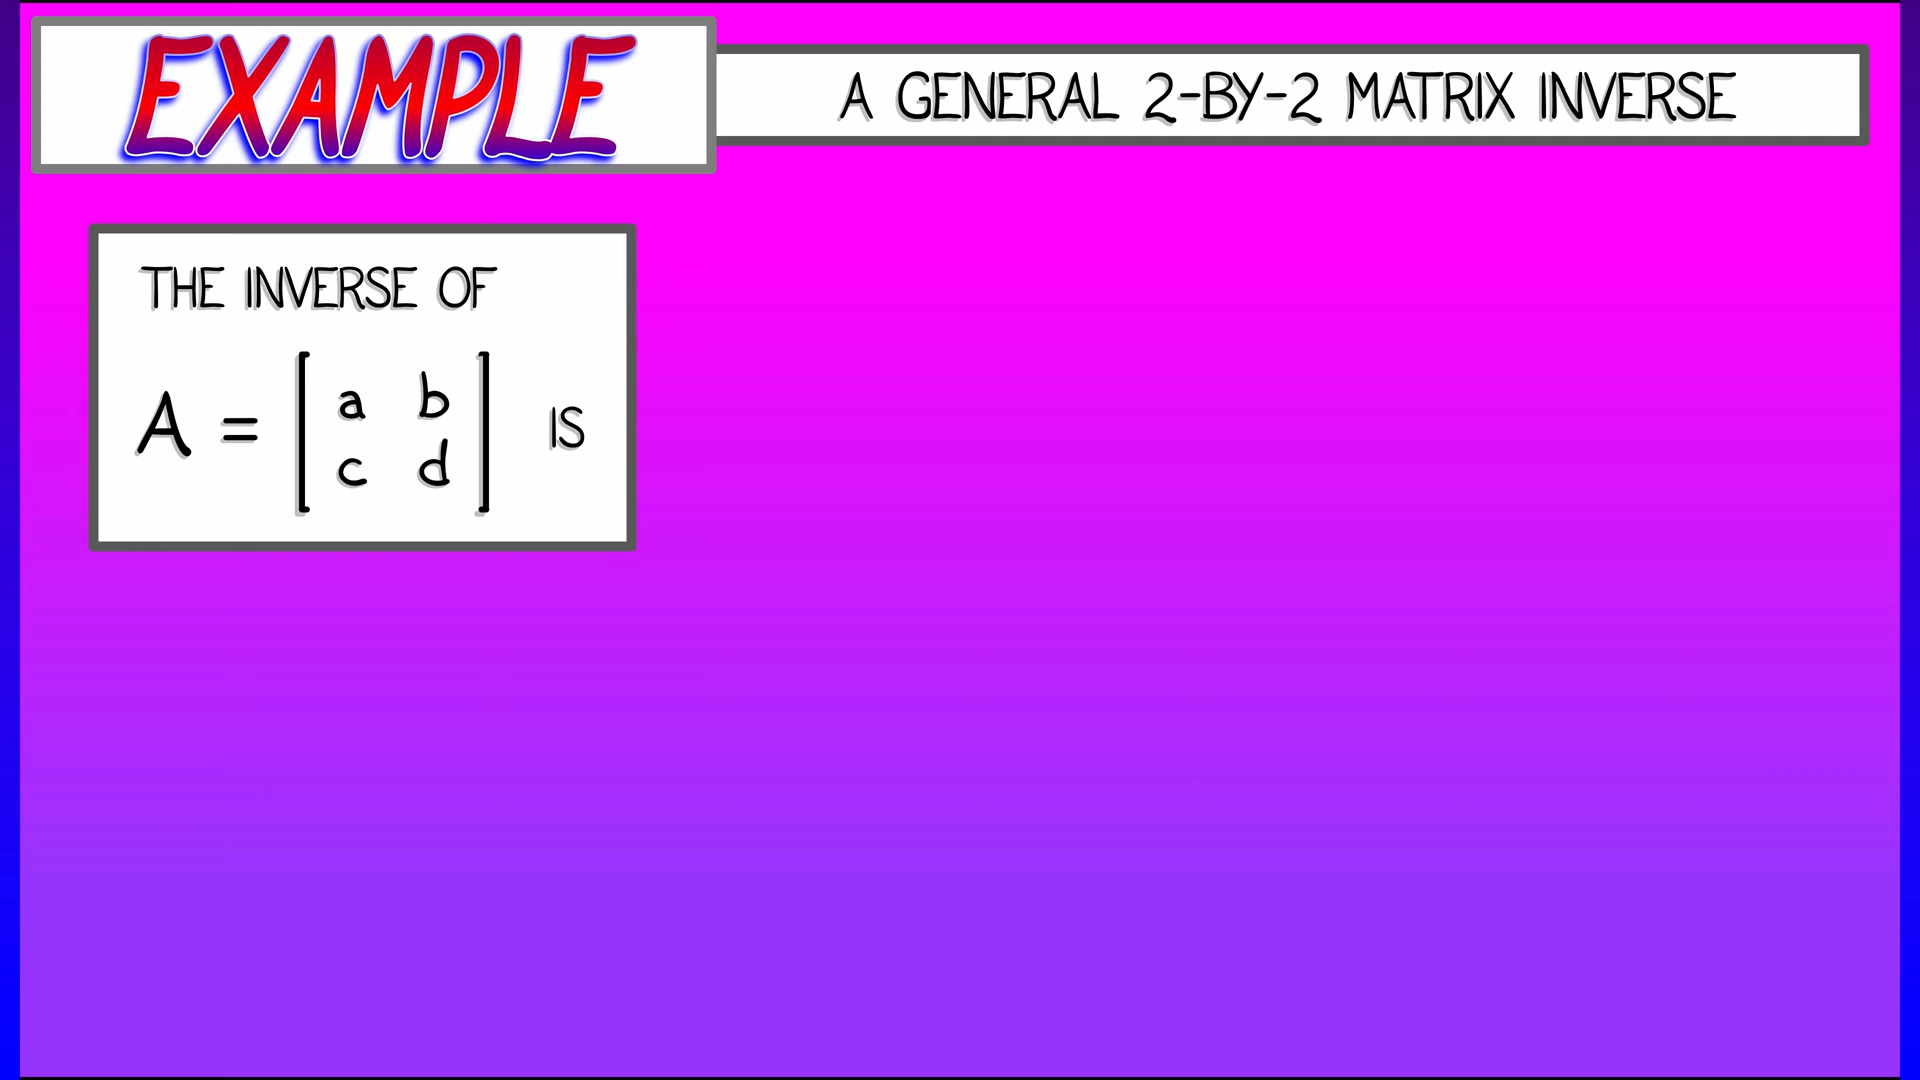 EXAMPLE
A GENERAL 2-BY-2 MATRIX INVERSE
THE INVERSE OF
A = [ a b
c d ] IS